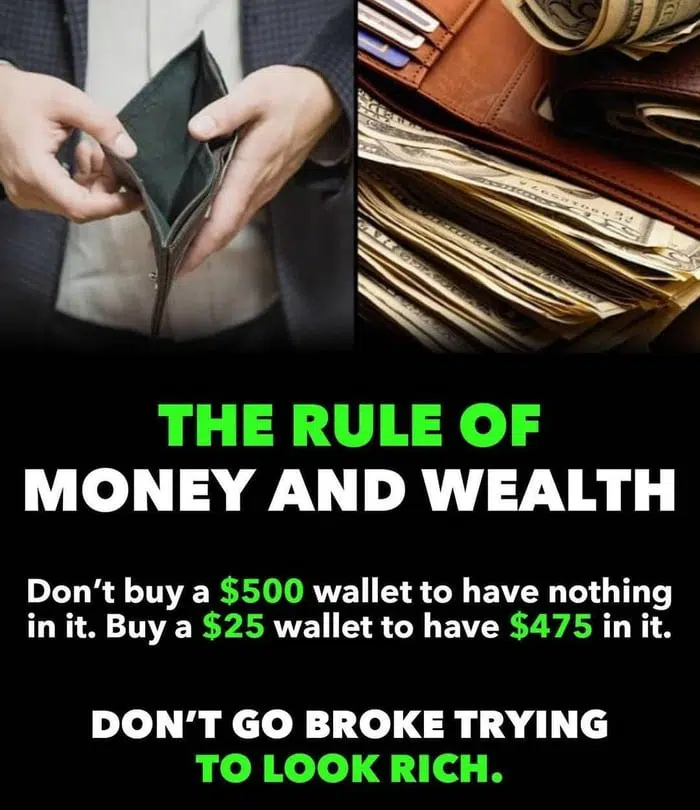 THE RULE OF
MONEY AND WEALTH
Don’t buy a $500 wallet to have nothing
in it. Buy a $25 wallet to have $475 in it.
DON’T GO BROKE TRYING
TO LOOK RICH.